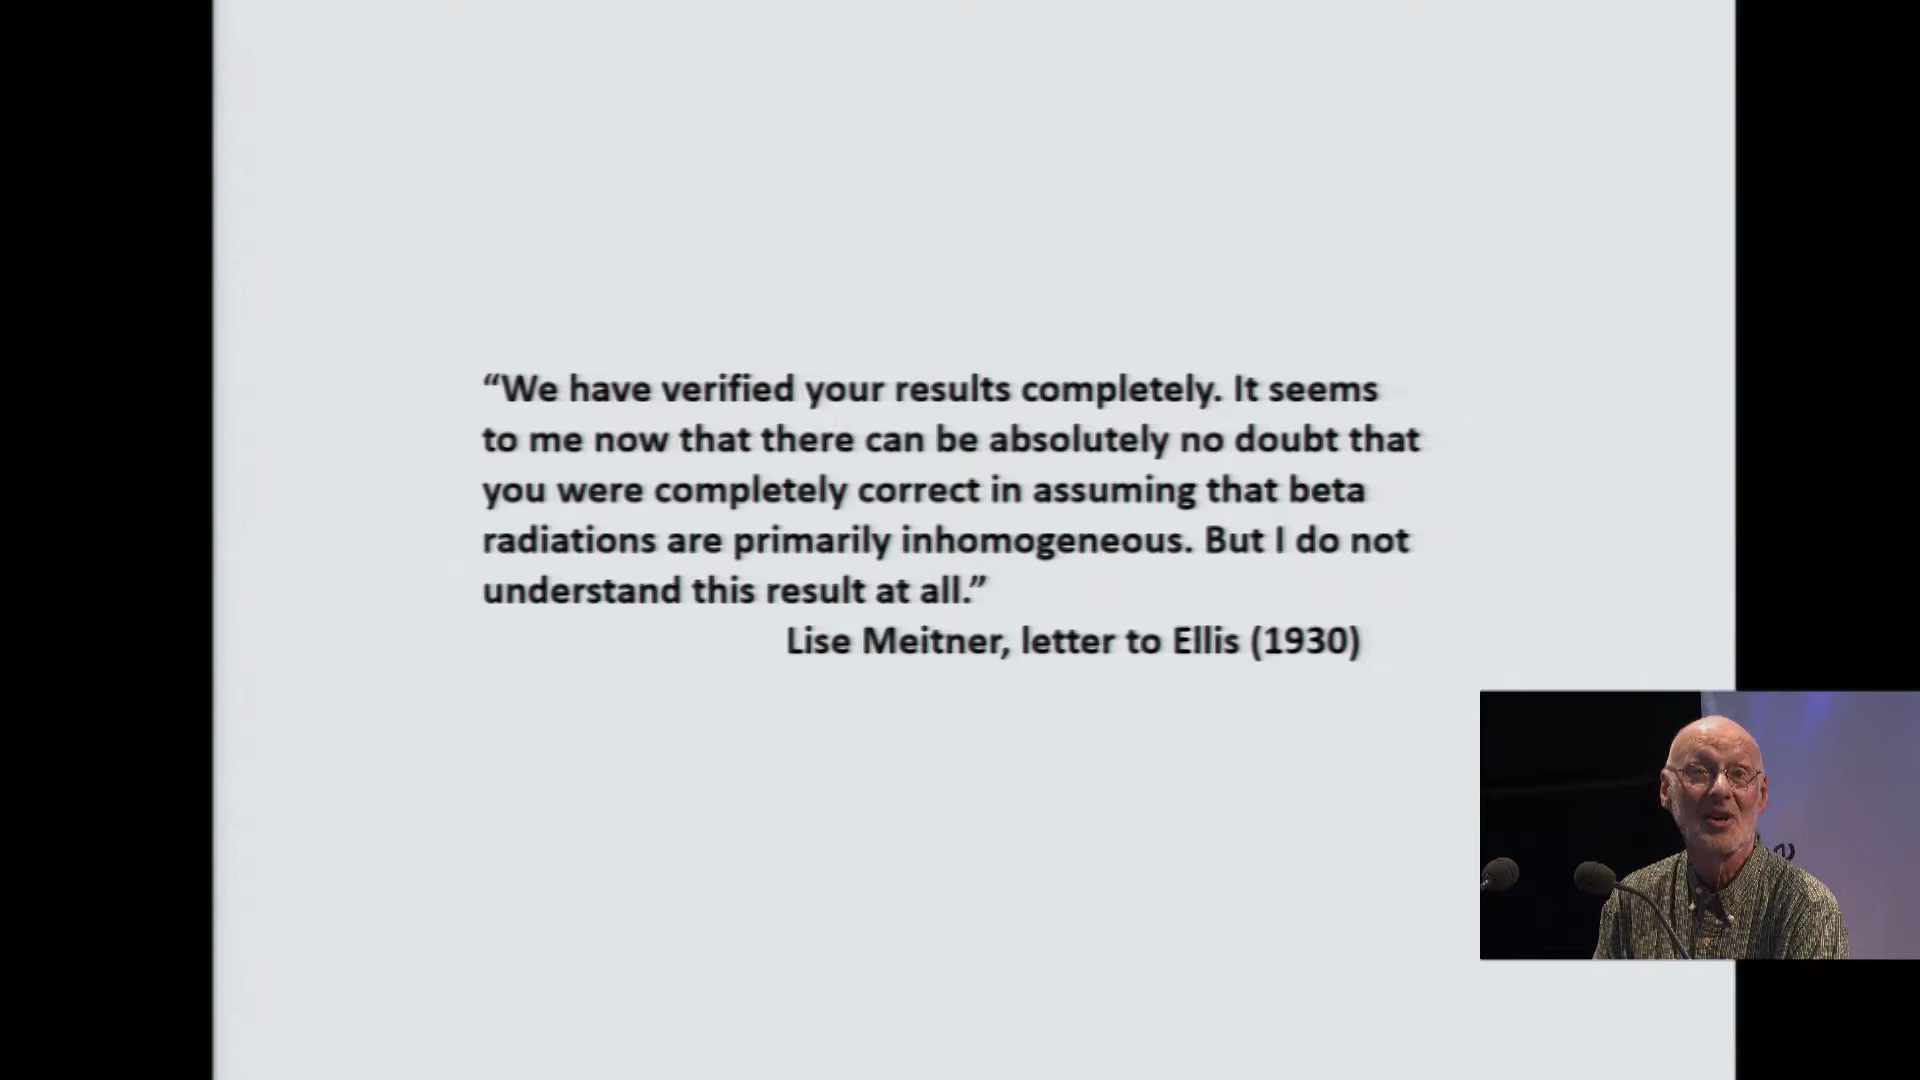 “We have verified your results completely. It seems
to me now that there can be absolutely no doubt that
you were completely correct in assuming that beta
radiations are primarily inhomogeneous. But I do not
understand this result at all.”
Lise Meitner, letter to Ellis (1930)